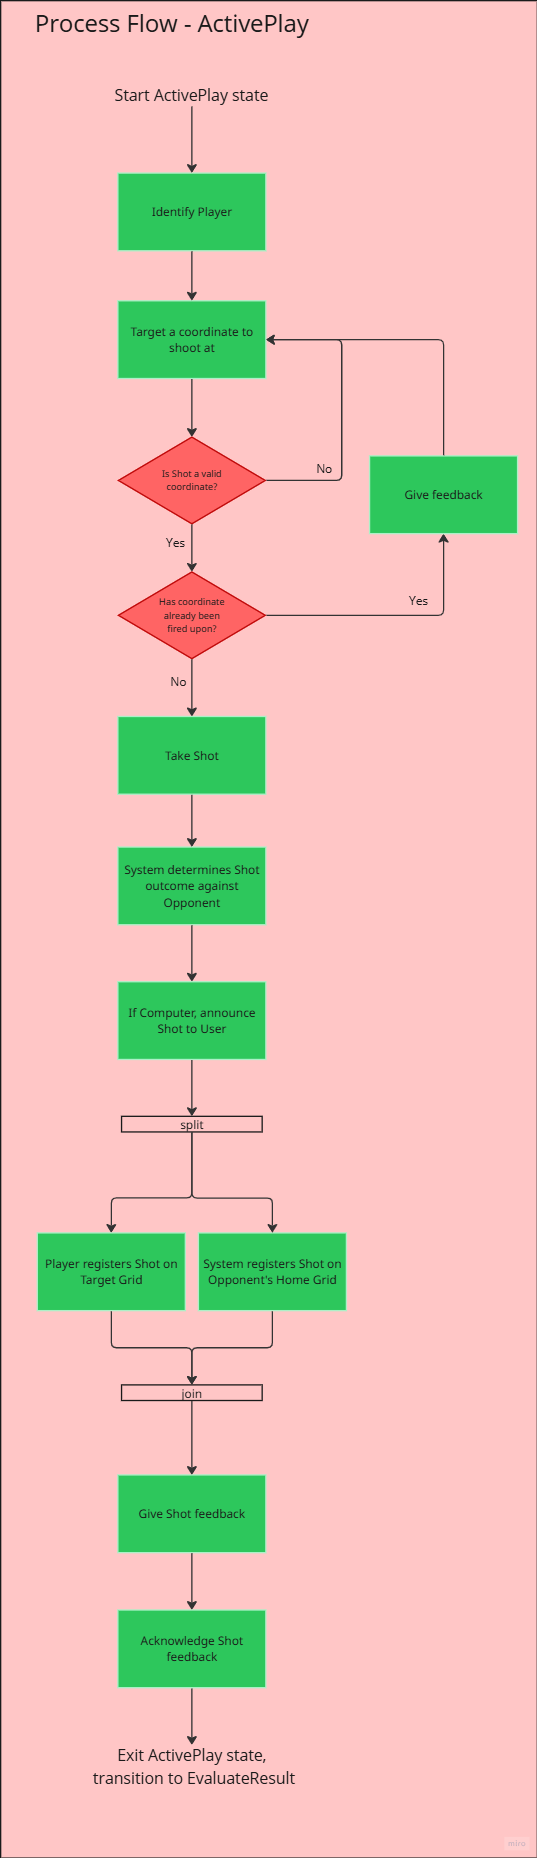 Process Flow - ActivePlay
Start ActivePlay state
Identify Player
Target a coordinate to
shoot at
Is Shot a valid
coordinate?
No
Give feedback
Yes
Has coordinate
already been
fired upon?
Yes
No
Take Shot
System determines Shot
outcome against
Opponent
If Computer, announce
Shot to User
split
Player registers Shot on
Target Grid
System registers Shot on
Opponent's Home Grid
join
Give Shot feedback
Acknowledge Shot
feedback
Exit ActivePlay state,
transition to EvaluateResult
miro